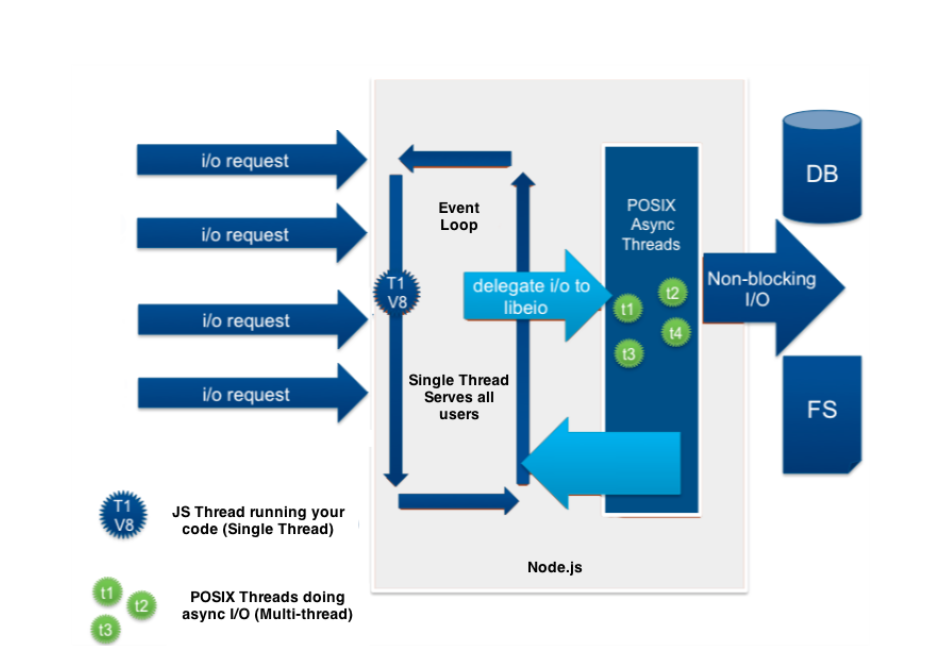 i/o request
i/o request
i/o request
i/o request
Event
Loop
T1
V8
delegate i/o to
libeio
Single Thread
Serves all
users
POSIX
Async
Threads
t1
t2
t4
t3
Non-blocking
I/O
DB
FS
Node.js
T1
V8
JS Thread running your
code (Single Thread)
t1
t2
t3
POSIX Threads doing
async I/O (Multi-thread)